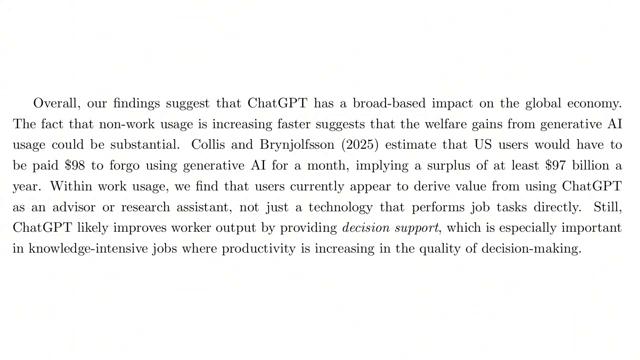 Overall, our findings suggest that ChatGPT has a broad-based impact on the global economy.
The fact that non-work usage is increasing faster suggests that the welfare gains from generative AI
usage could be substantial. Collis and Brynjolfsson (2025) estimate that US users would have to
be paid $98 to forgo using generative AI for a month, implying a surplus of at least $97 billion a
year. Within work usage, we find that users currently appear to derive value from using ChatGPT
as an advisor or research assistant, not just a technology that performs job tasks directly. Still,
ChatGPT likely improves worker output by providing decision support, which is especially important
in knowledge-intensive jobs where productivity is increasing in the quality of decision-making.